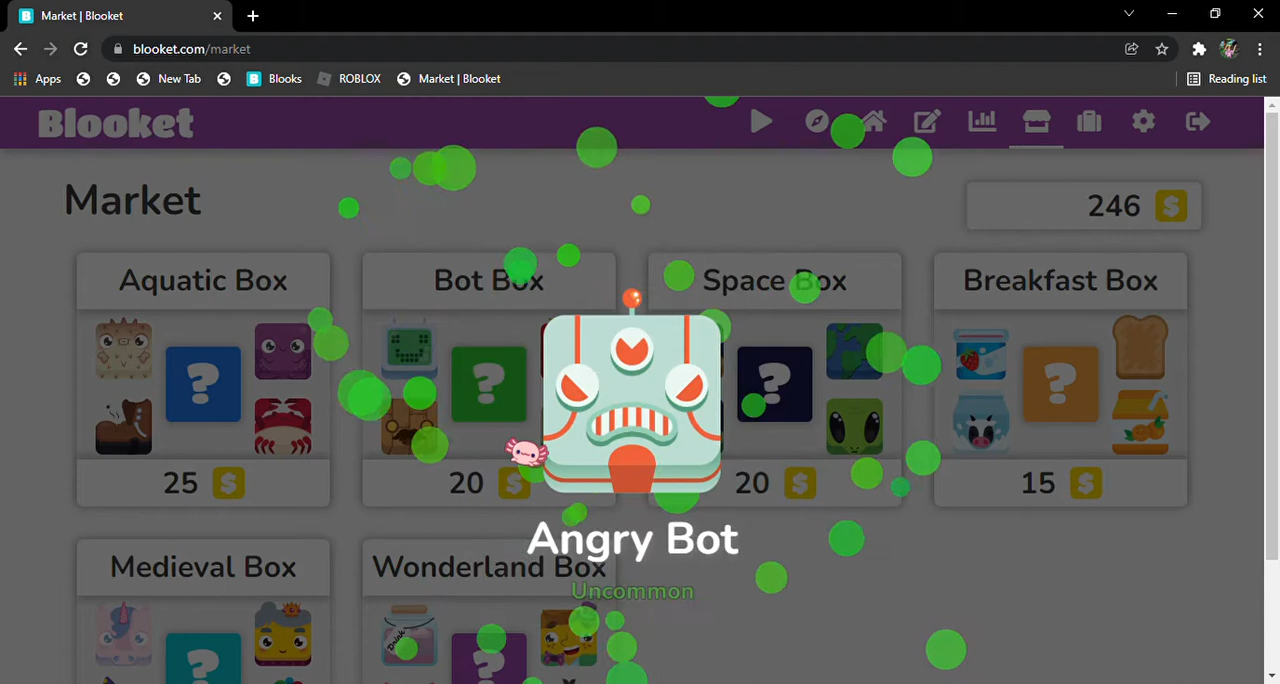 Market | Blooket
blooket.com/market
Apps
New Tab
Blooks
ROBLOX
Market | Blooket
Reading list
Blooket
Market
246
Aquatic Box
Bot Box
Space Box
Breakfast Box
?
?
?
?
25
20
20
15
Angry Bot
Uncommon
Medieval Box
Wonderland Box
Drink
?
?